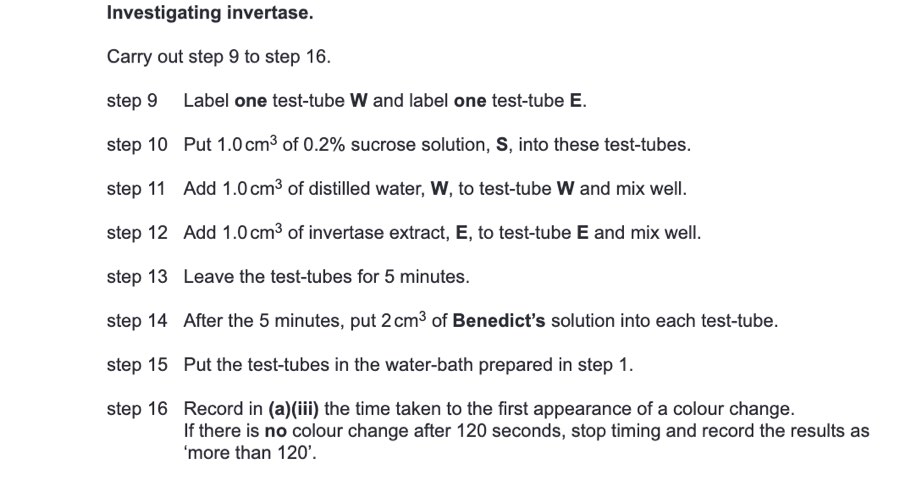 Investigating invertase.
Carry out step 9 to step 16.
step 9 Label one test-tube W and label one test-tube E.
step 10 Put 1.0 cm³ of 0.2% sucrose solution, S, into these test-tubes.
step 11 Add 1.0 cm³ of distilled water, W, to test-tube W and mix well.
step 12 Add 1.0 cm³ of invertase extract, E, to test-tube E and mix well.
step 13 Leave the test-tubes for 5 minutes.
step 14 After the 5 minutes, put 2 cm³ of Benedict’s solution into each test-tube.
step 15 Put the test-tubes in the water-bath prepared in step 1.
step 16 Record in (a)(iii) the time taken to the first appearance of a colour change.
If there is no colour change after 120 seconds, stop timing and record the results as
‘more than 120’.